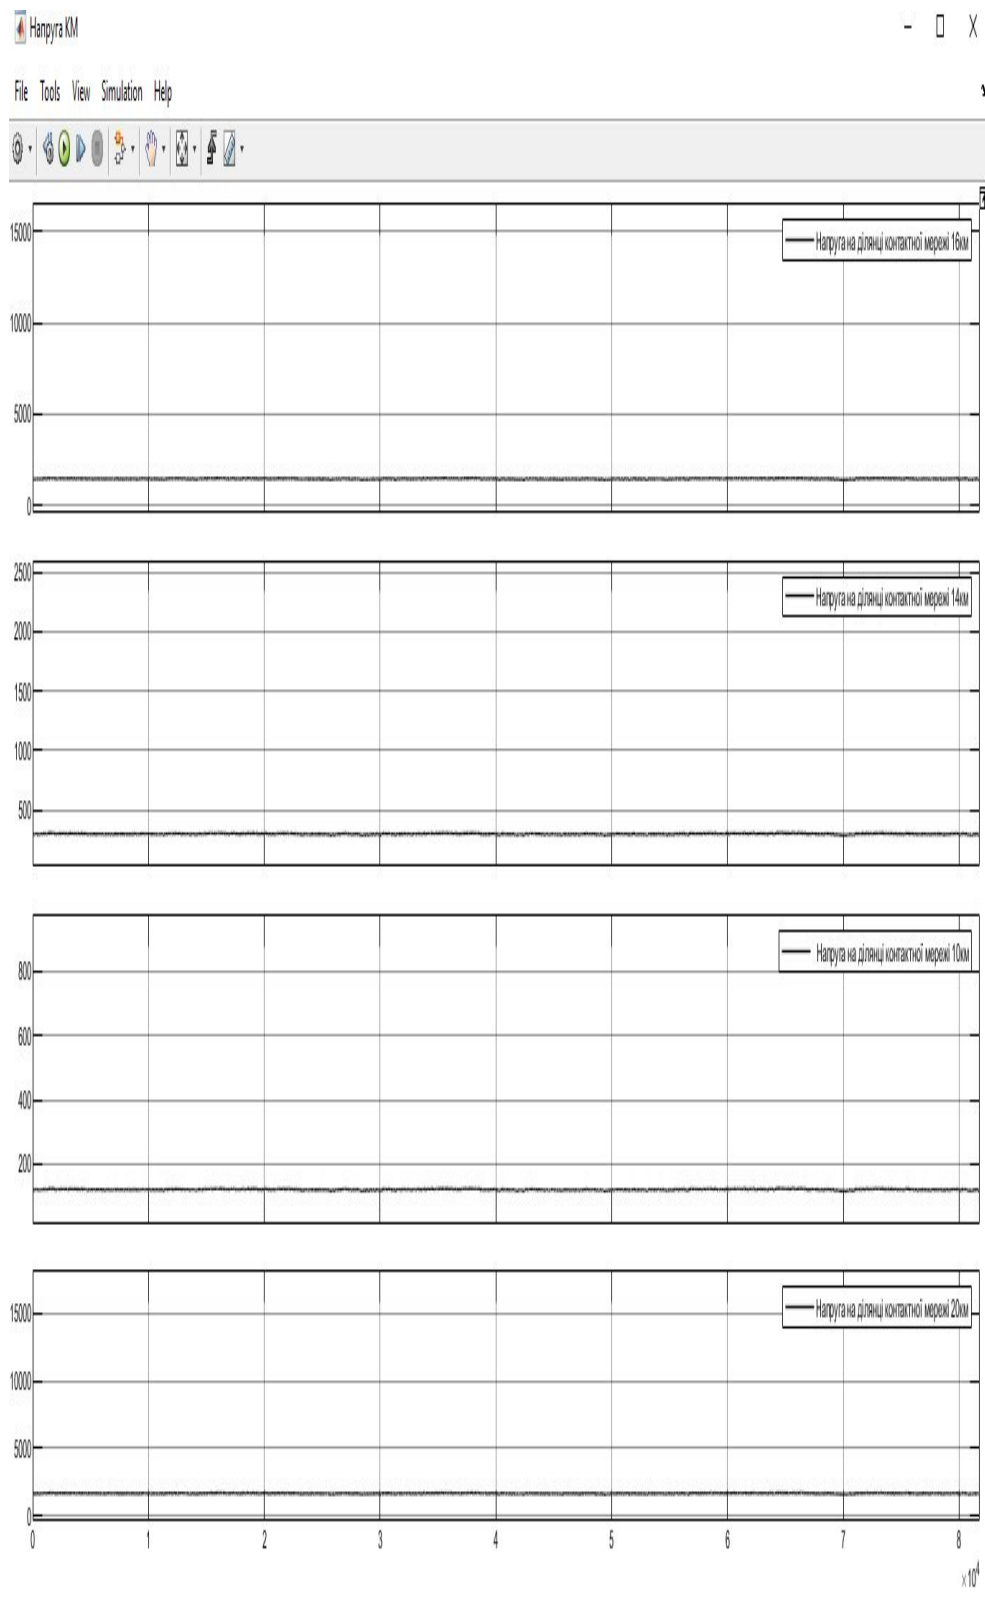 Напруга КМ
File Tools View Simulation Help
15000
10000
5000
0
Напруга на ділянці контактної мережі 16км
2500
2000
1500
1000
500
Напруга на ділянці контактної мережі 14км
800
600
400
200
Напруга на ділянці контактної мережі 10км
15000
10000
5000
0
Напруга на ділянці контактної мережі 20км
0 1 2 3 4 5 6 7 8
×10⁴